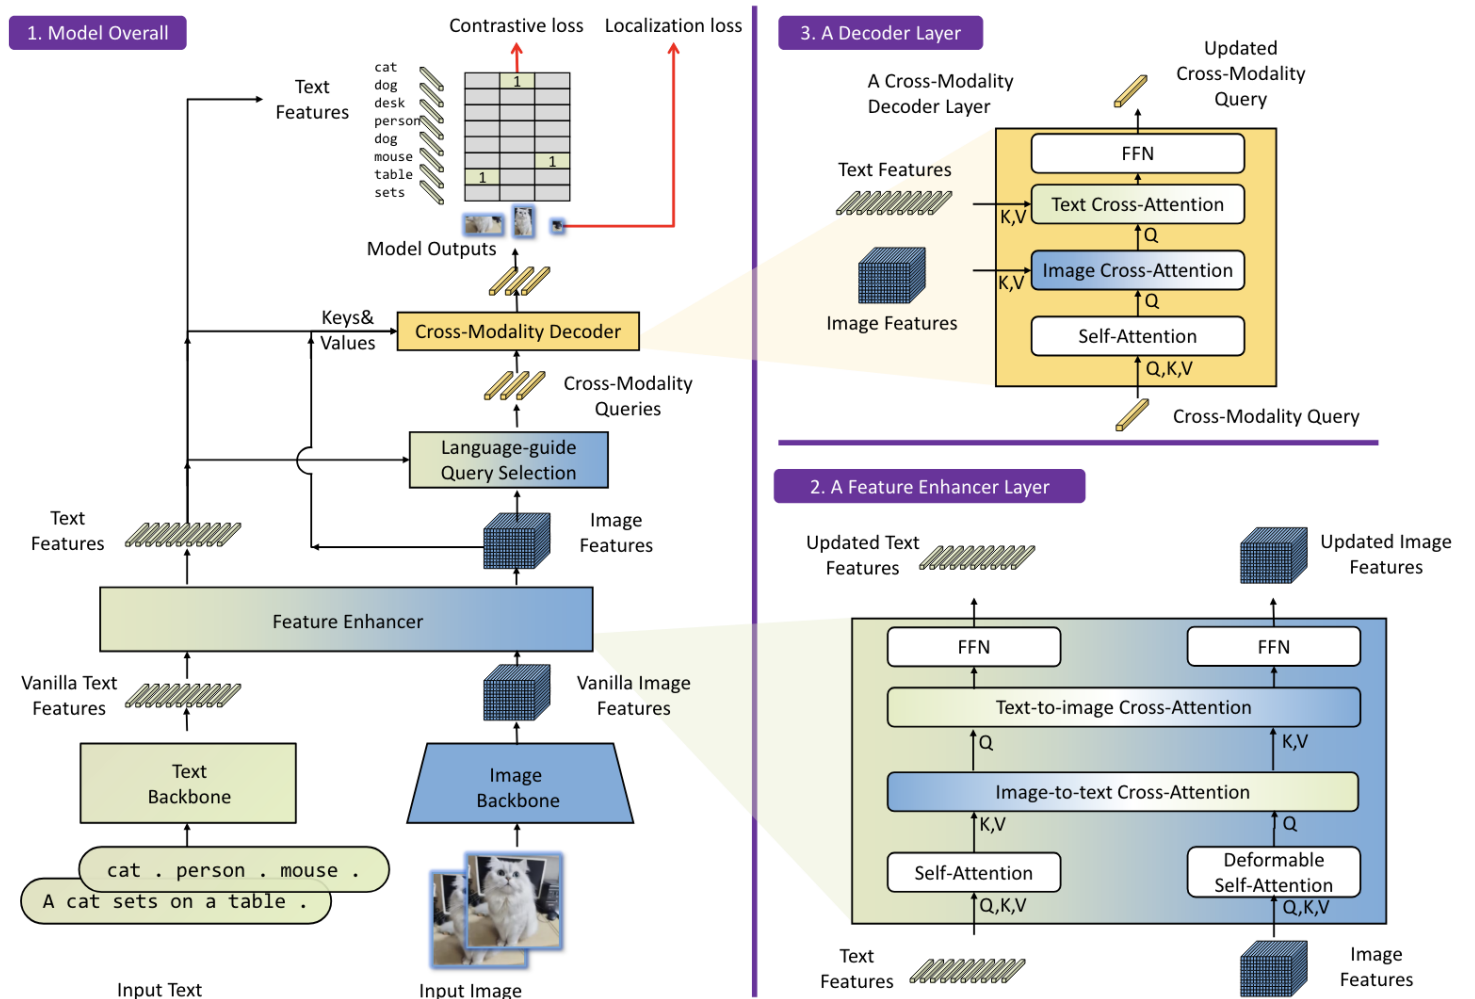 1. Model Overall
Contrastive loss
Localization loss
Text
Features
cat
dog
desk
person
dog
mouse
table
sets
1
1
1
Model Outputs
Keys&
Values
Cross-Modality Decoder
Cross-Modality
Queries
Language-guide
Query Selection
Text
Features
Image
Features
Feature Enhancer
Vanilla Text
Features
Vanilla Image
Features
Text
Backbone
Image
Backbone
cat . person . mouse .
A cat sets on a table .
Input Text
Input Image
3. A Decoder Layer
A Cross-Modality
Decoder Layer
Updated
Cross-Modality
Query
FFN
Text Features
Text Cross-Attention
K,V
Q
Image Cross-Attention
K,V
Q
Image Features
Self-Attention
Q,K,V
Cross-Modality Query
2. A Feature Enhancer Layer
Updated Text
Features
Updated Image
Features
FFN
FFN
Text-to-image Cross-Attention
Q
K,V
Image-to-text Cross-Attention
K,V
Q
Self-Attention
Deformable
Self-Attention
Q,K,V
Q,K,V
Text
Features
Image
Features